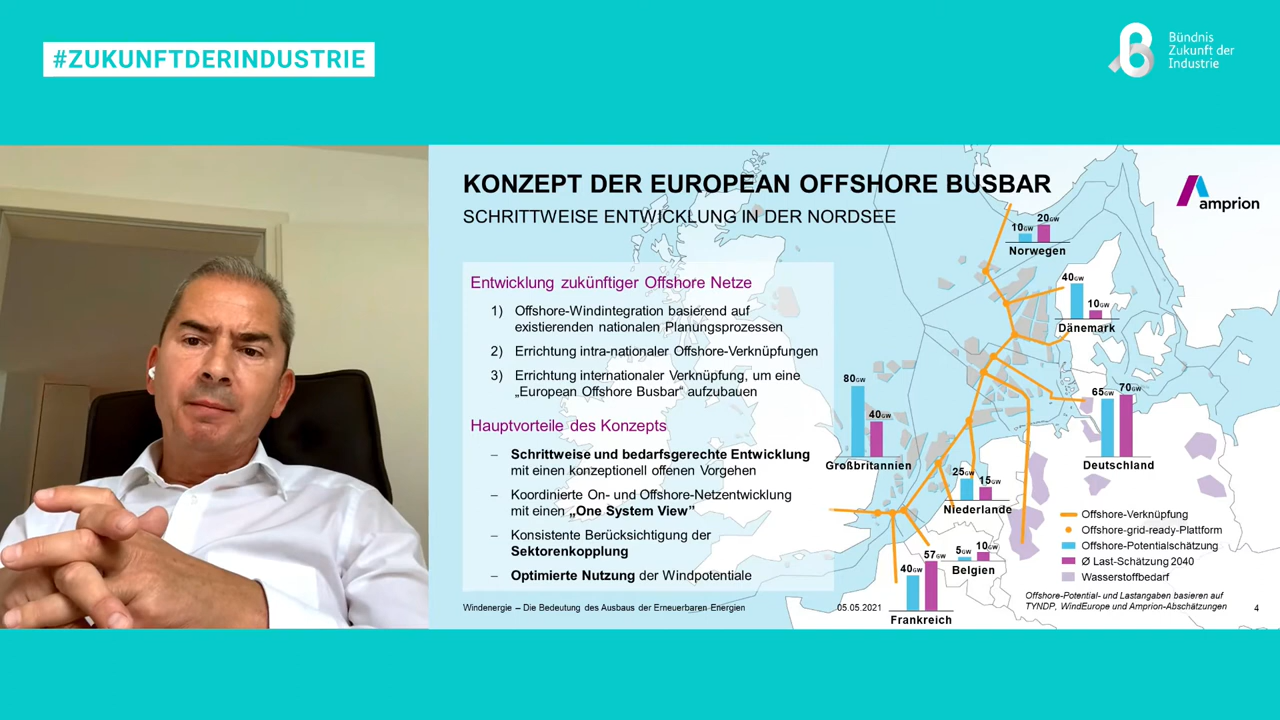 #ZUKUNFTDERINDUSTRIE
Bündnis
Zukunft der
Industrie
KONZEPT DER EUROPEAN OFFSHORE BUSBAR
SCHRITTWEISE ENTWICKLUNG IN DER NORDSEE
amprion
Entwicklung zukünftiger Offshore Netze
1) Offshore-Windintegration basierend auf
existierenden nationalen Planungsprozessen
2) Errichtung intra-nationaler Offshore-Verknüpfungen
3) Errichtung internationaler Verknüpfung, um eine
„European Offshore Busbar“ aufzubauen
Hauptvorteile des Konzepts
– Schrittweise und bedarfsgerechte Entwicklung
mit einen konzeptionell offenen Vorgehen
– Koordinierte On- und Offshore-Netzentwicklung
mit einen „One System View”
– Konsistente Berücksichtigung der
Sektorenkopplung
– Optimierte Nutzung der Windpotentiale
10GW 20GW
Norwegen
40GW 10GW
Dänemark
80GW 40GW
Großbritannien
65GW 70GW
Deutschland
25GW 15GW
Niederlande
5GW 10GW
Belgien
40GW 57GW
Frankreich
Offshore-Verknüpfung
Offshore-grid-ready-Plattform
Offshore-Potentialschätzung
Ø Last-Schätzung 2040
Wasserstoffbedarf
Offshore-Potential- und Lastangaben basieren auf
TYNDP, WindEurope und Amprion-Abschätzungen
Windenergie – Die Bedeutung des Ausbaus der Erneuerbaren Energien
05.05.2021
4